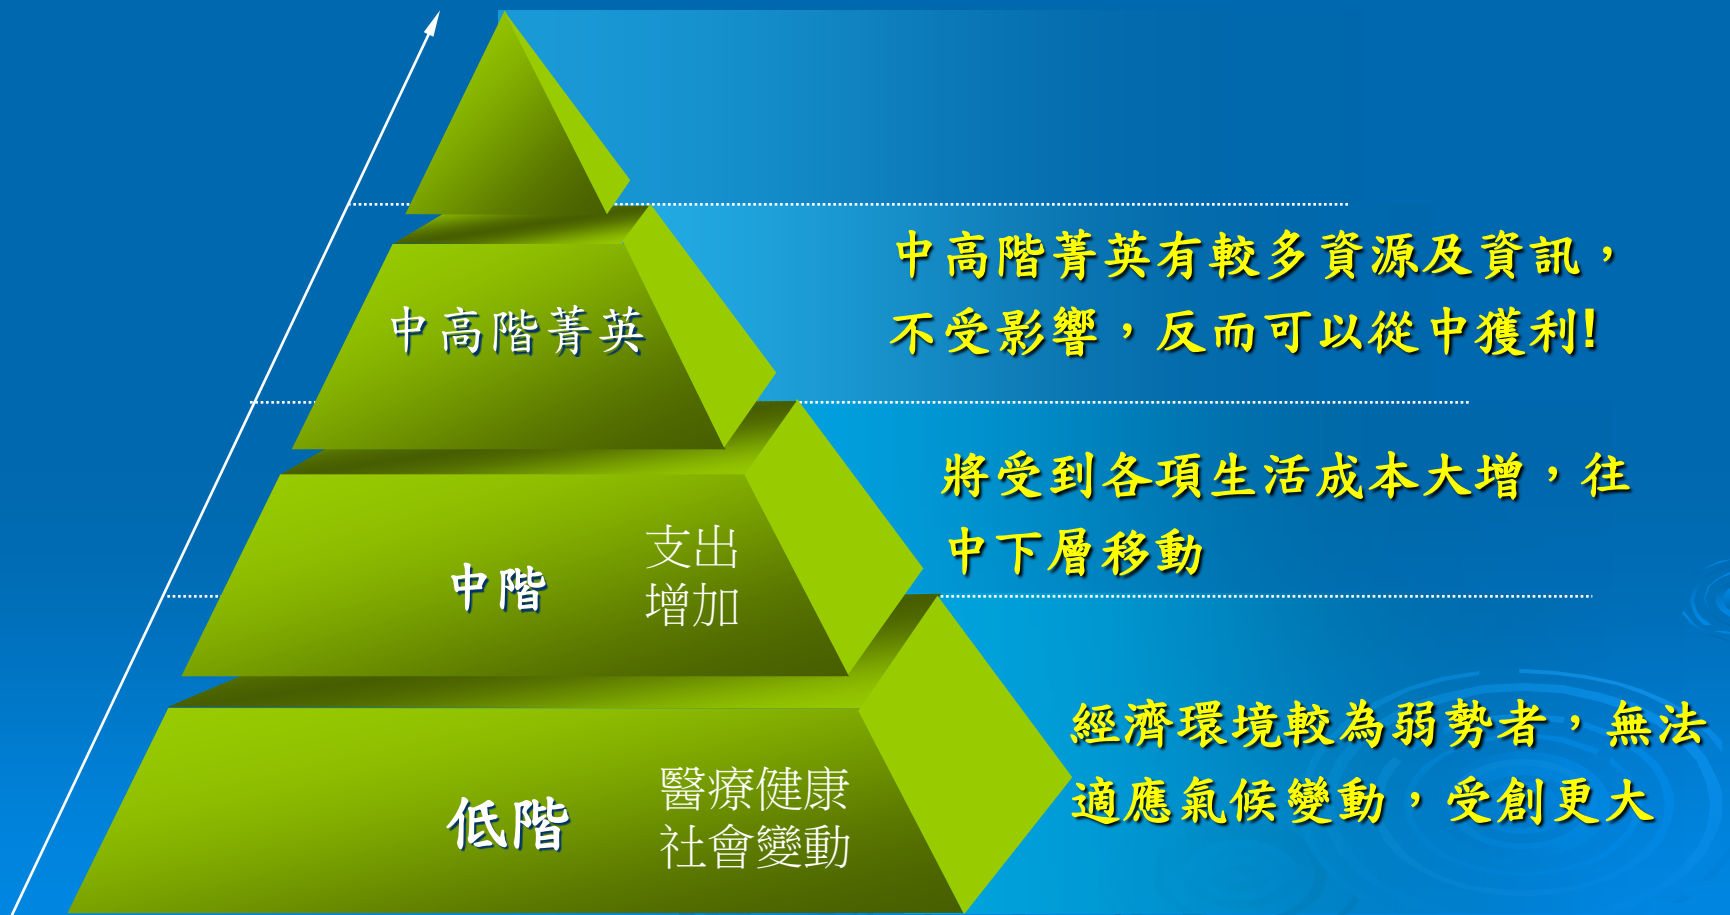 中高階菁英有較多資源及資訊，
不受影響，反而可以從中獲利!
中高階菁英
將受到各項生活成本大增，往
中下層移動
中階
支出
增加
經濟環境較為弱勢者，無法
適應氣候變動，受創更大
低階
醫療健康
社會變動